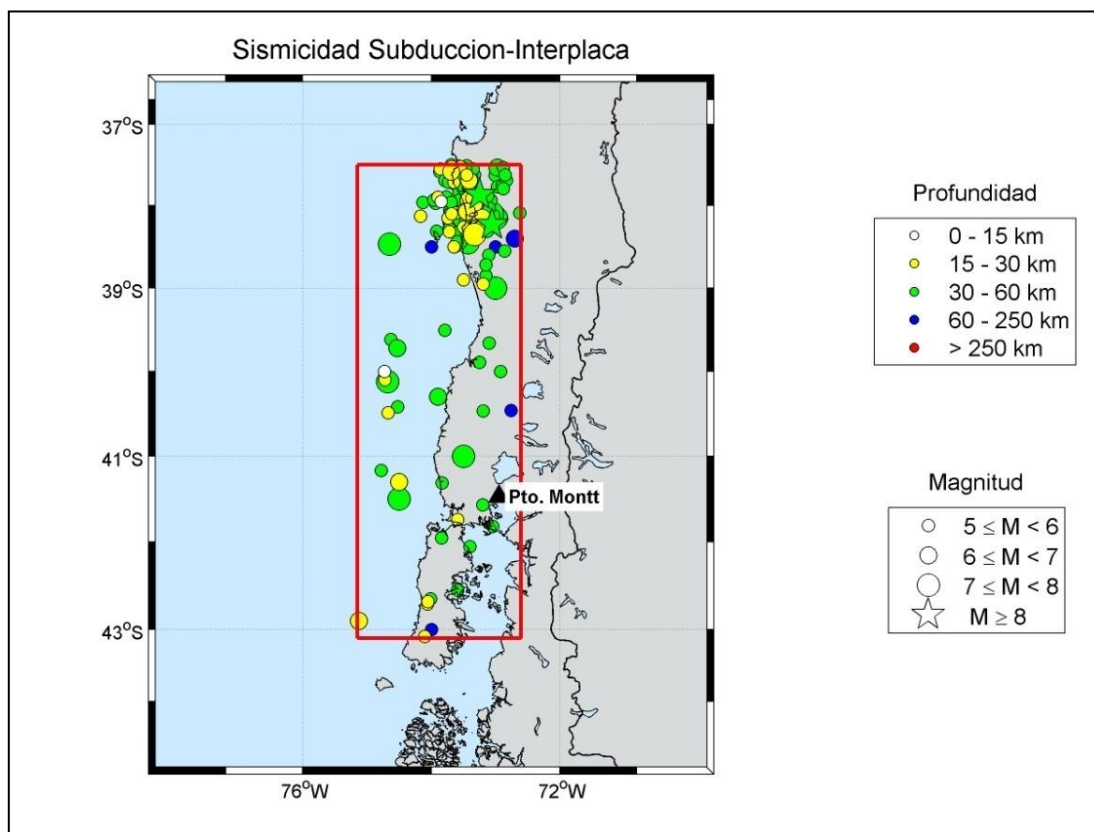 Sismicidad Subduccion-Interplaca
37°S
39°S
41°S
43°S
76°W
72°W
Pto. Montt
Profundidad
0 - 15 km
15 - 30 km
30 - 60 km
60 - 250 km
> 250 km
Magnitud
5 ≤ M < 6
6 ≤ M < 7
7 ≤ M < 8
M ≥ 8